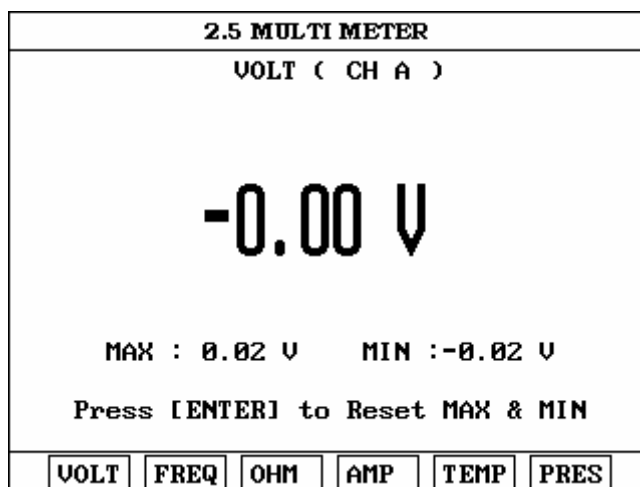 2.5 MULTI METER
VOLT ( CH A )
-0.00 V
MAX : 0.02 V MIN :-0.02 V
Press [ENTER] to Reset MAX & MIN
VOLT FREQ OHM AMP TEMP PRES